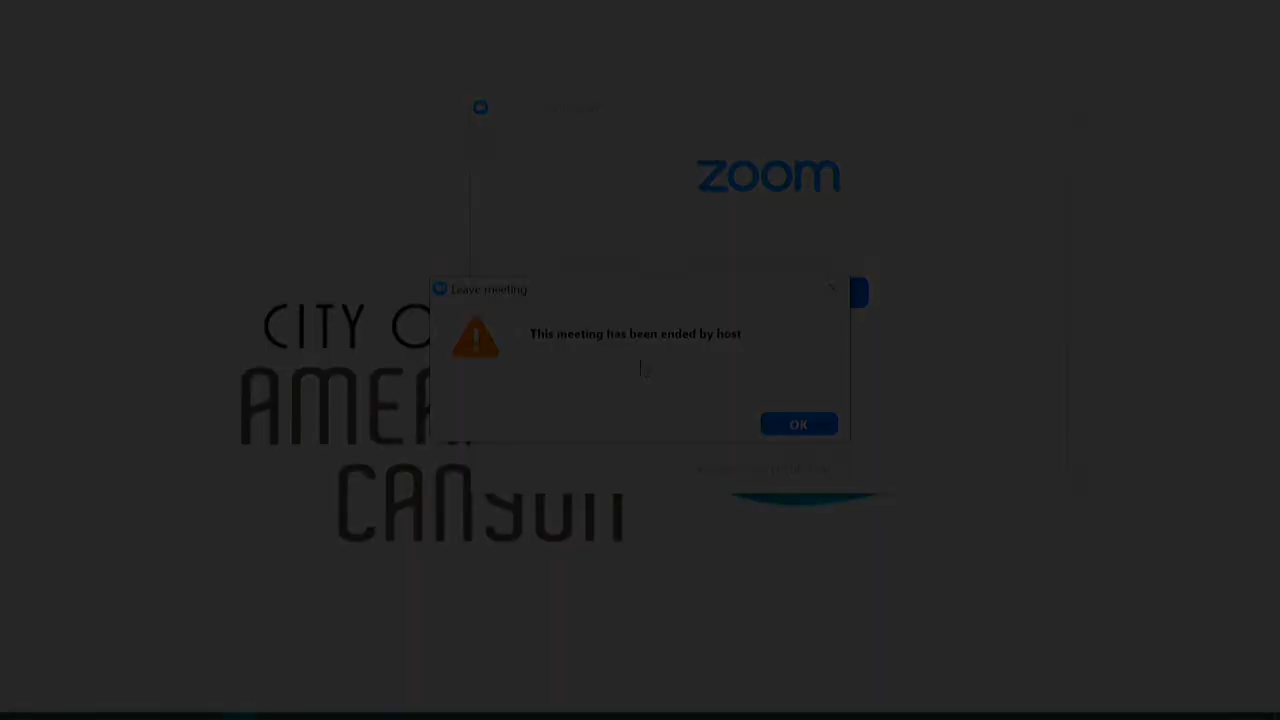 zoom
Leave meeting
This meeting has been ended by host
OK
CITY O
AMER
CANYON